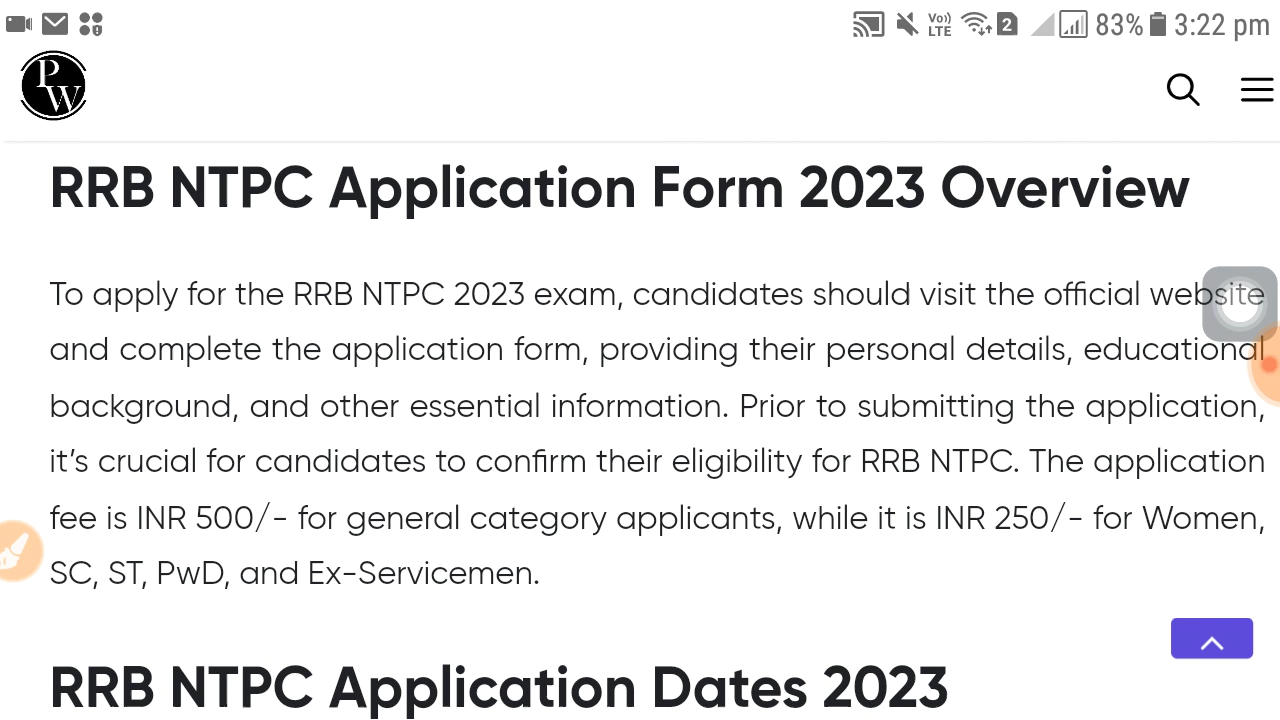 Vo)) LTE 2 83% 3:22 pm
PW
RRB NTPC Application Form 2023 Overview
To apply for the RRB NTPC 2023 exam, candidates should visit the official website
and complete the application form, providing their personal details, educational
background, and other essential information. Prior to submitting the application,
it’s crucial for candidates to confirm their eligibility for RRB NTPC. The application
fee is INR 500/- for general category applicants, while it is INR 250/- for Women,
SC, ST, PwD, and Ex-Servicemen.
RRB NTPC Application Dates 2023